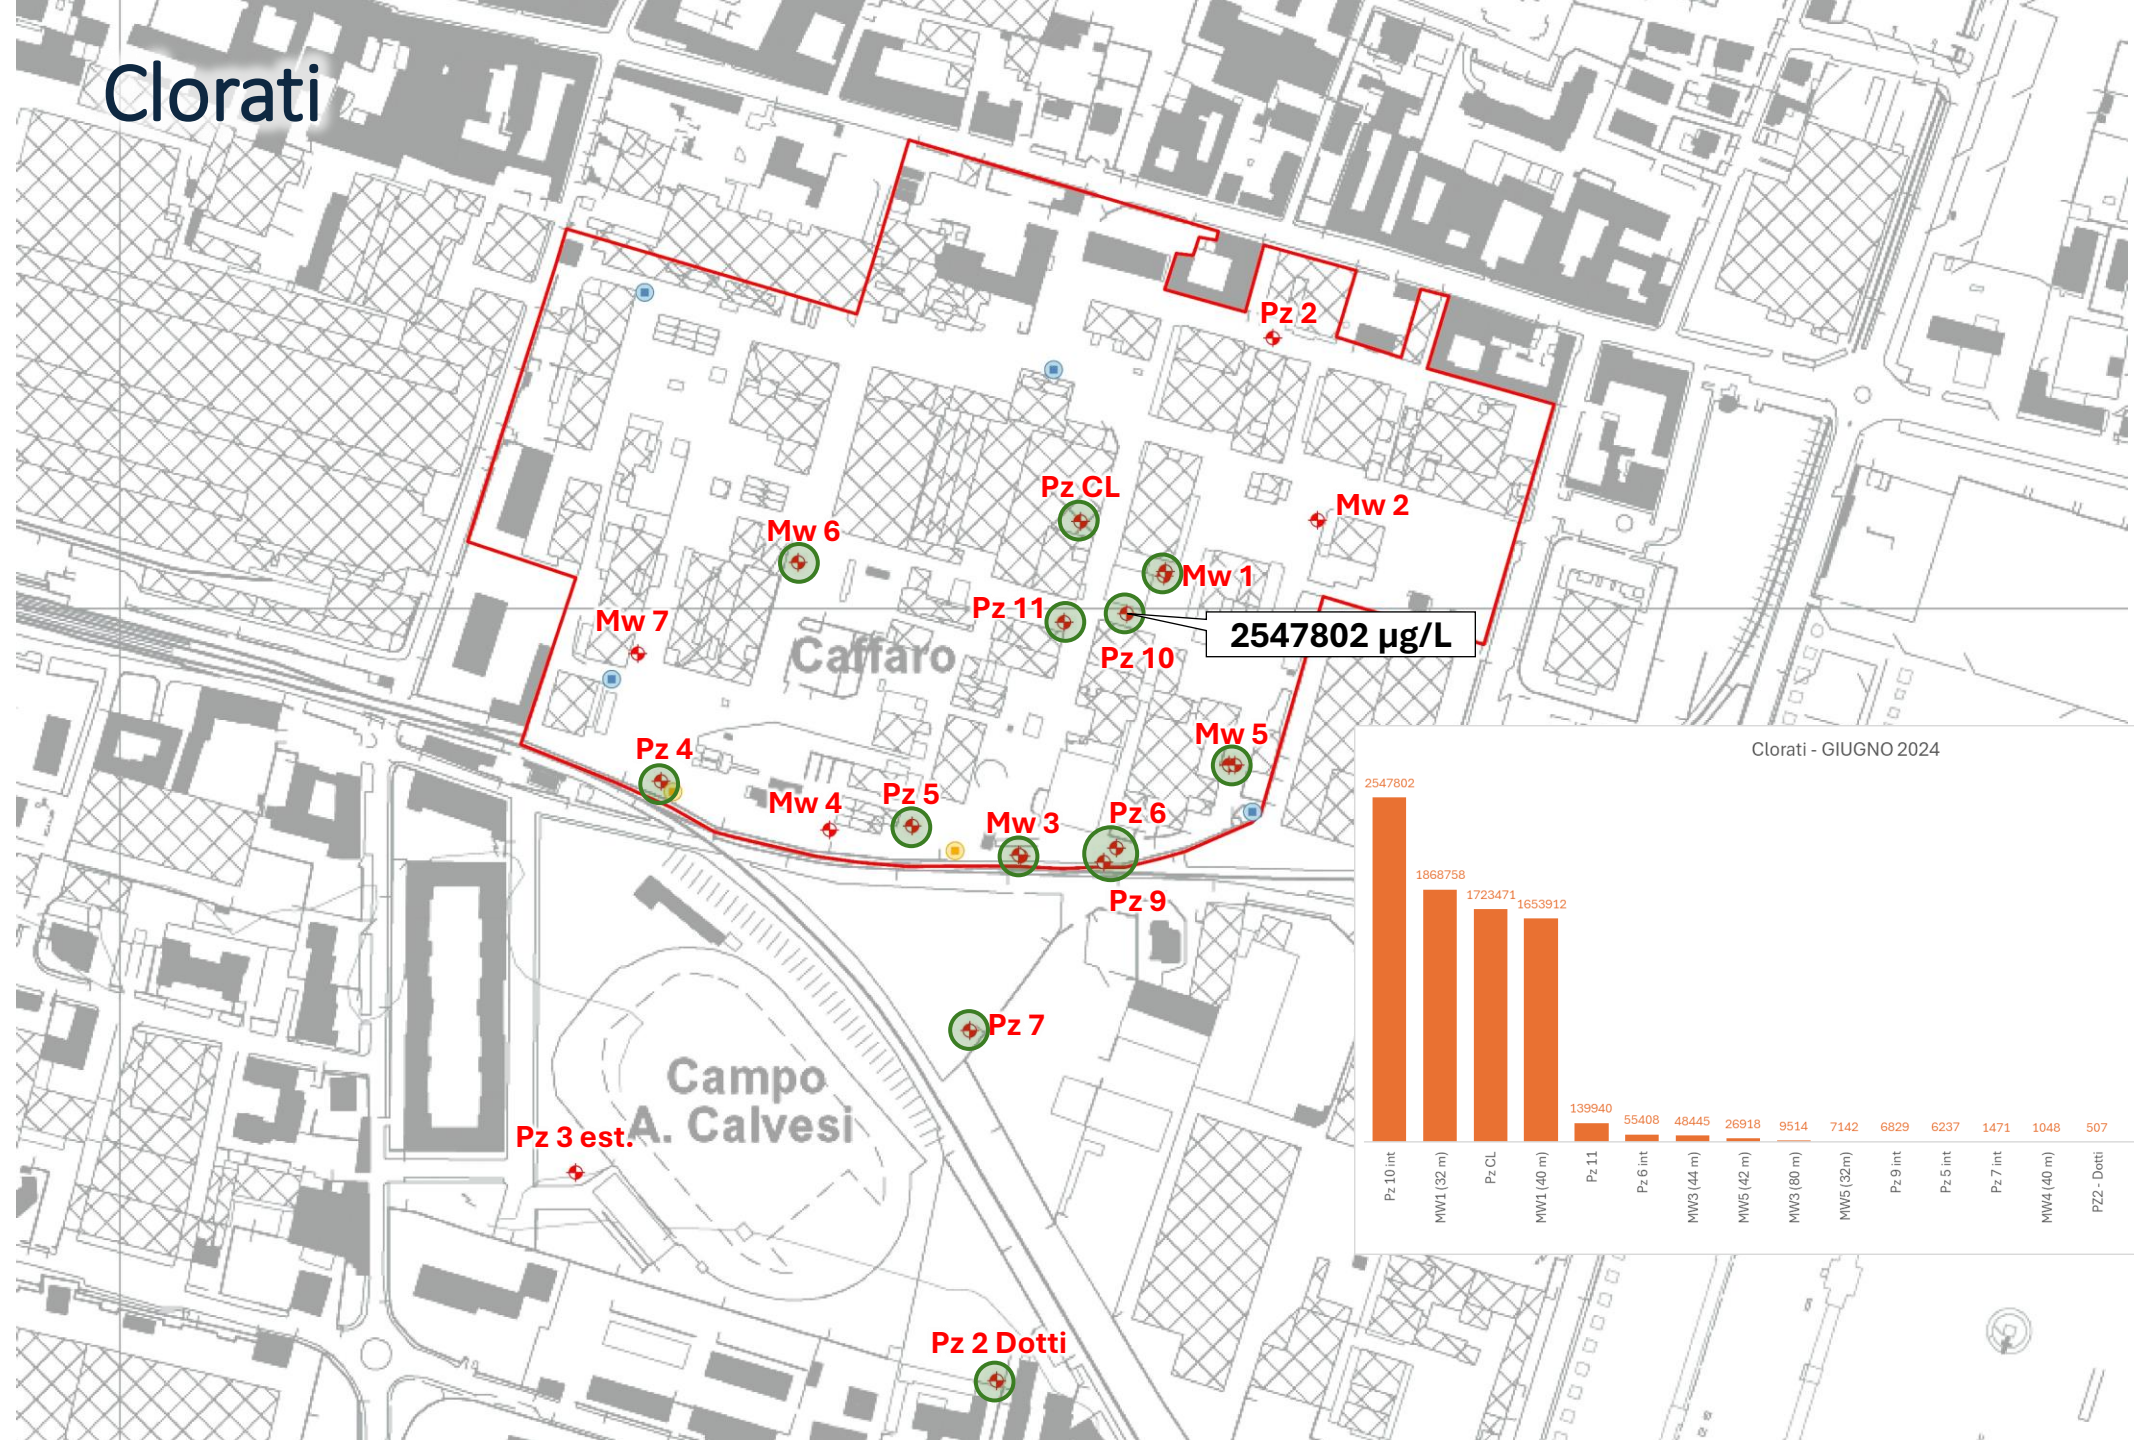 Clorati
Pz 2
Pz CL
Mw 2
Mw 6
Mw 1
Pz 11
Mw 7
2547802 µg/L
Caffaro
Pz 10
Mw 5
Pz 4
Pz 5
Mw 4
Pz 6
Mw 3
Pz 9
Pz 7
Campo
A. Calvesi
Pz 3 est.
Pz 2 Dotti
Clorati - GIUGNO 2024
2547802
1868758
1723471
1653912
139940
55408
48445
26918
9514
7142
6829
6237
1471
1048
507
Pz 10 int
MW1 (32 m)
Pz CL
MW1 (40 m)
Pz 11
Pz 6 int
MW3 (44 m)
MW5 (42 m)
MW3 (80 m)
MW5 (32m)
Pz 9 int
Pz 5 int
Pz 7 int
MW4 (40 m)
PZ2 - Dotti